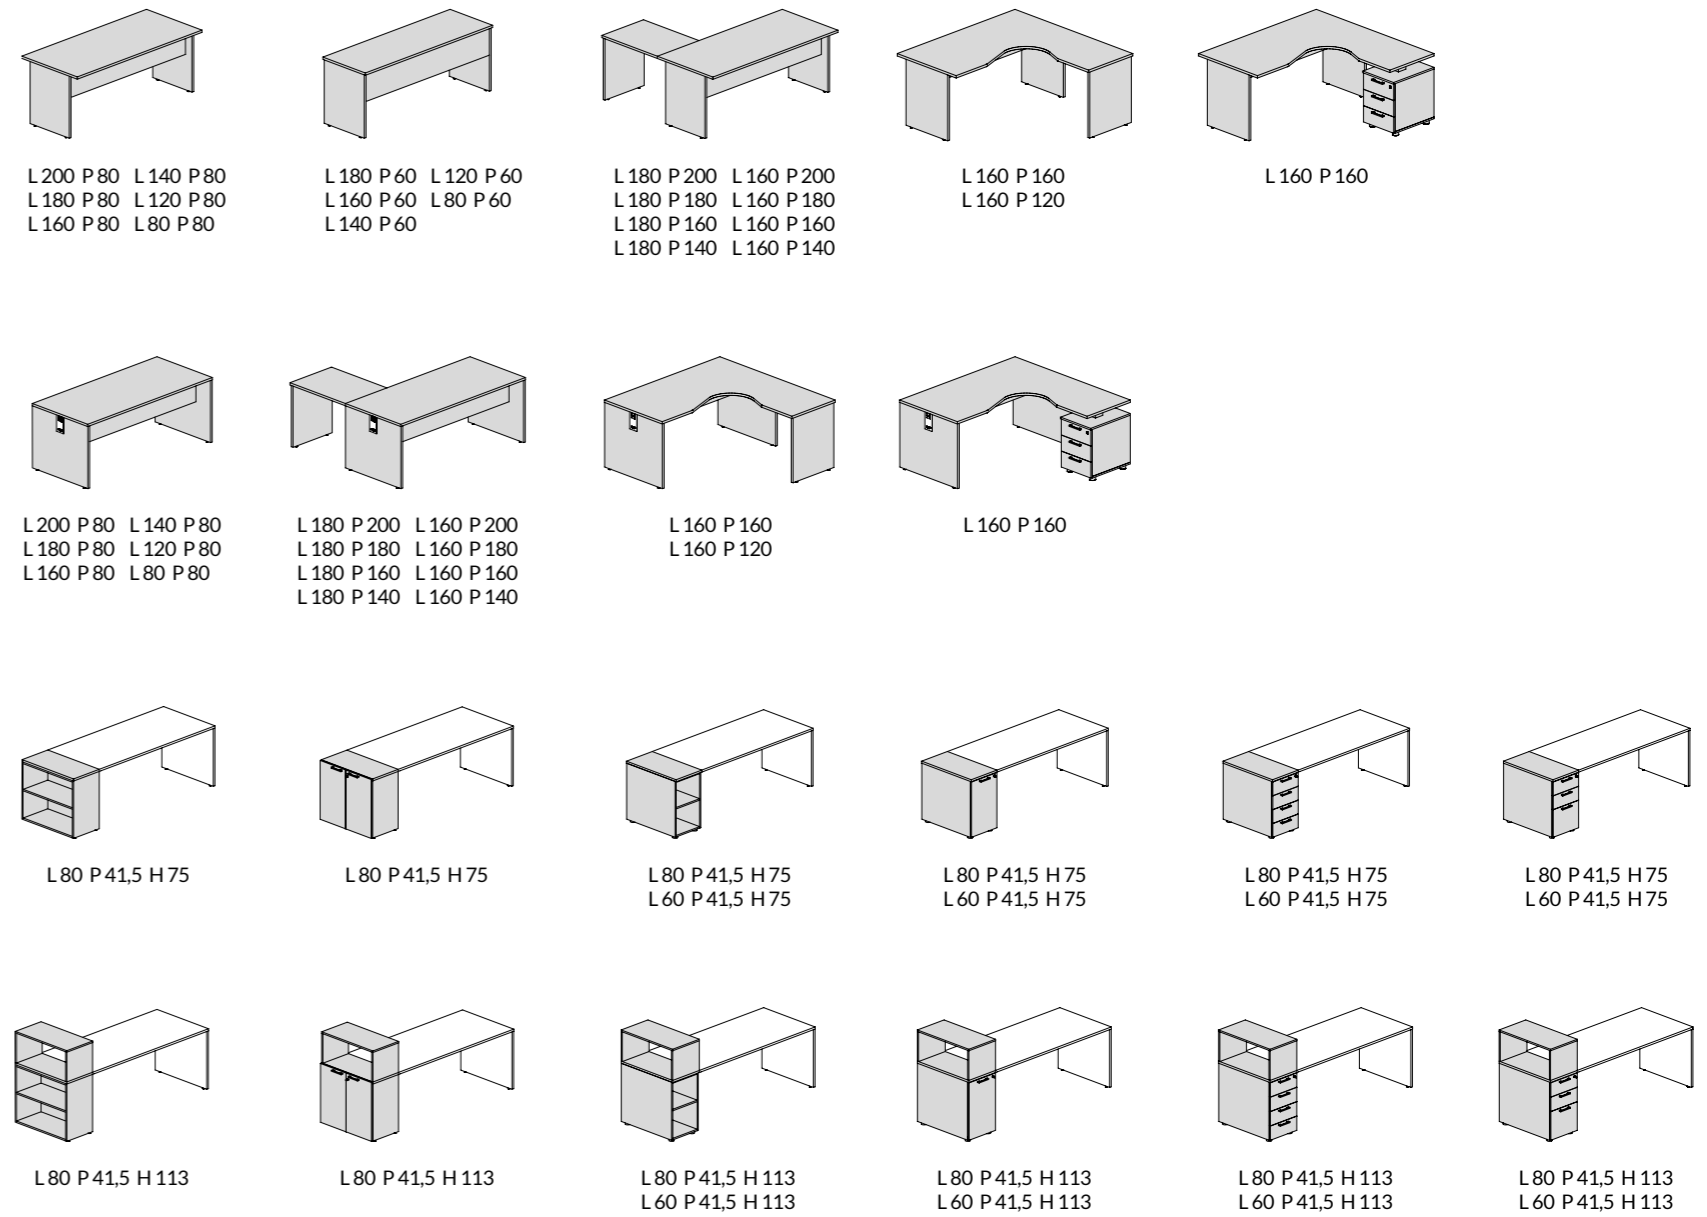 L 200 P 80 L 140 P 80
L 180 P 80 L 120 P 80
L 160 P 80 L 80 P 80
L 180 P 60 L 120 P 60
L 160 P 60 L 80 P 60
L 140 P 60
L 180 P 200 L 160 P 200
L 180 P 180 L 160 P 180
L 180 P 160 L 160 P 160
L 180 P 140 L 160 P 140
L 160 P 160
L 160 P 120
L 160 P 160
L 200 P 80 L 140 P 80
L 180 P 80 L 120 P 80
L 160 P 80 L 80 P 80
L 180 P 200 L 160 P 200
L 180 P 180 L 160 P 180
L 180 P 160 L 160 P 160
L 180 P 140 L 160 P 140
L 160 P 160
L 160 P 120
L 160 P 160
L 80 P 41,5 H 75
L 80 P 41,5 H 75
L 80 P 41,5 H 75
L 60 P 41,5 H 75
L 80 P 41,5 H 75
L 60 P 41,5 H 75
L 80 P 41,5 H 75
L 60 P 41,5 H 75
L 80 P 41,5 H 75
L 60 P 41,5 H 75
L 80 P 41,5 H 113
L 80 P 41,5 H 113
L 80 P 41,5 H 113
L 60 P 41,5 H 113
L 80 P 41,5 H 113
L 60 P 41,5 H 113
L 80 P 41,5 H 113
L 60 P 41,5 H 113
L 80 P 41,5 H 113
L 60 P 41,5 H 113